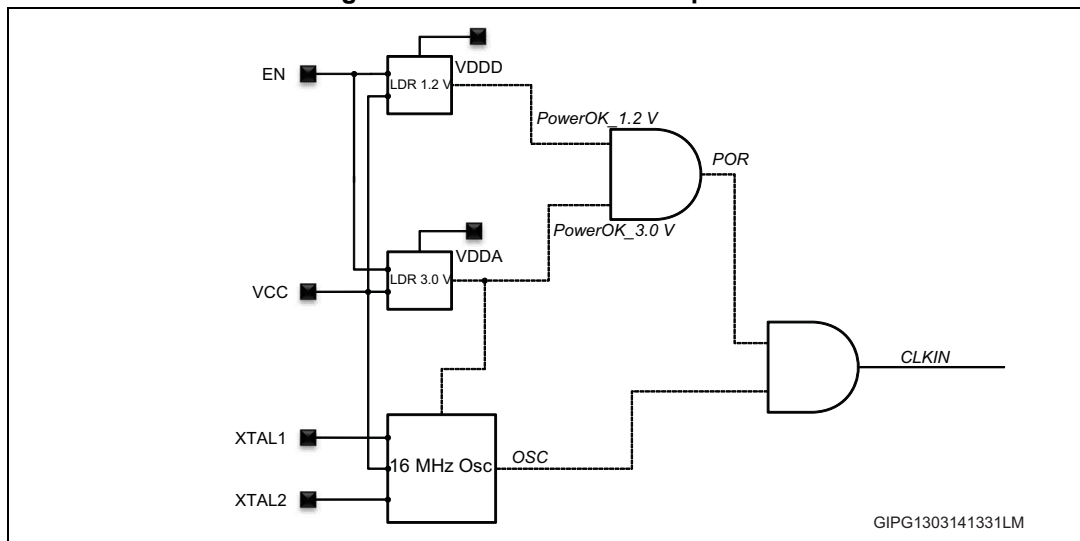 EN
VDDD
LDR 1.2 V
PowerOK_1.2 V
POR
PowerOK_3.0 V
VDDA
LDR 3.0 V
VCC
CLKIN
XTAL1
16 MHz Osc
OSC
XTAL2
GIPG1303141331LM